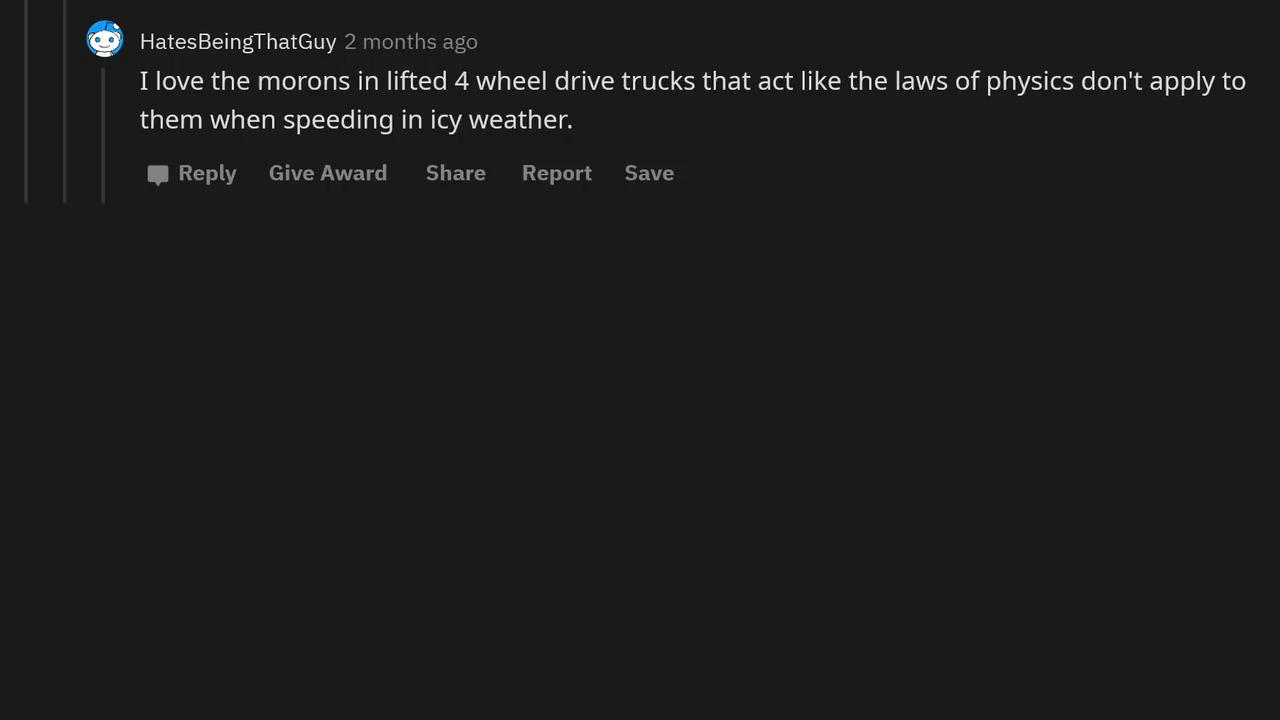 HatesBeingThatGuy 2 months ago
I love the morons in lifted 4 wheel drive trucks that act like the laws of physics don't apply to
them when speeding in icy weather.
Reply Give Award Share Report Save